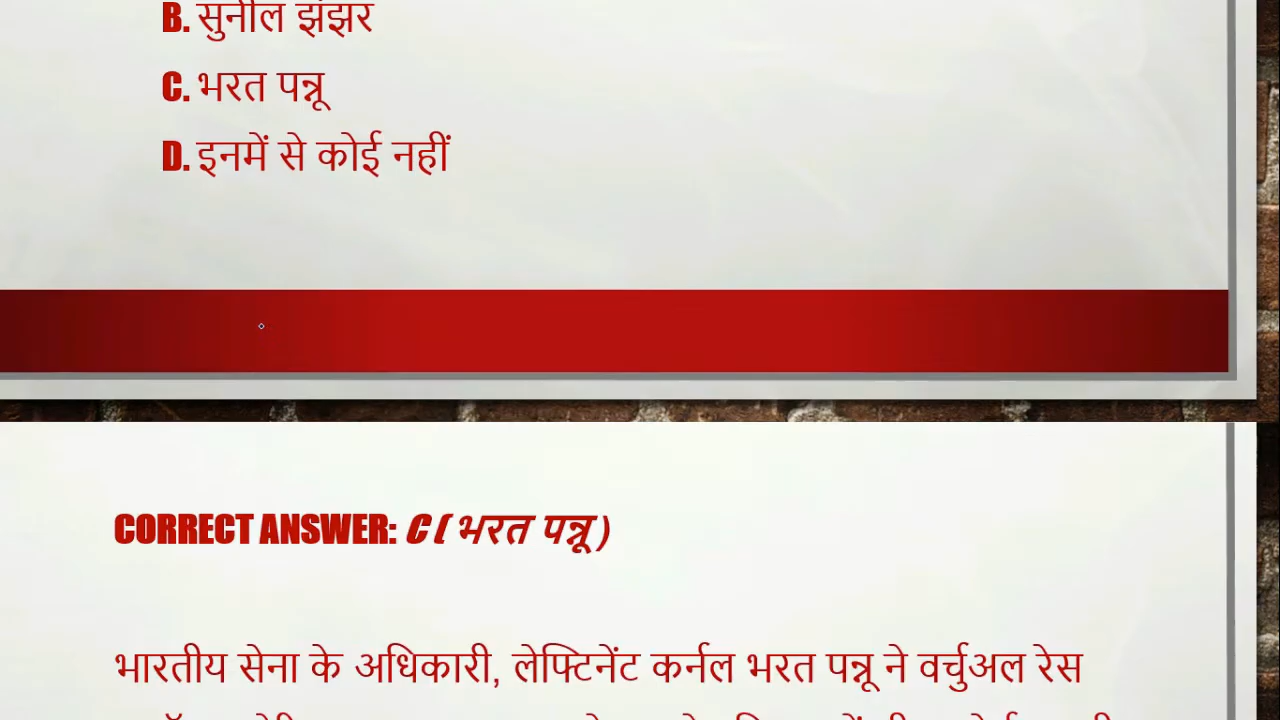 B. सुनील झंझर
C. भरत पन्नू
D. इनमें से कोई नहीं
CORRECT ANSWER: C ( भरत पन्नू )
भारतीय सेना के अधिकारी, लेफ्टिनेंट कर्नल भरत पन्नू ने वर्चुअल रेस